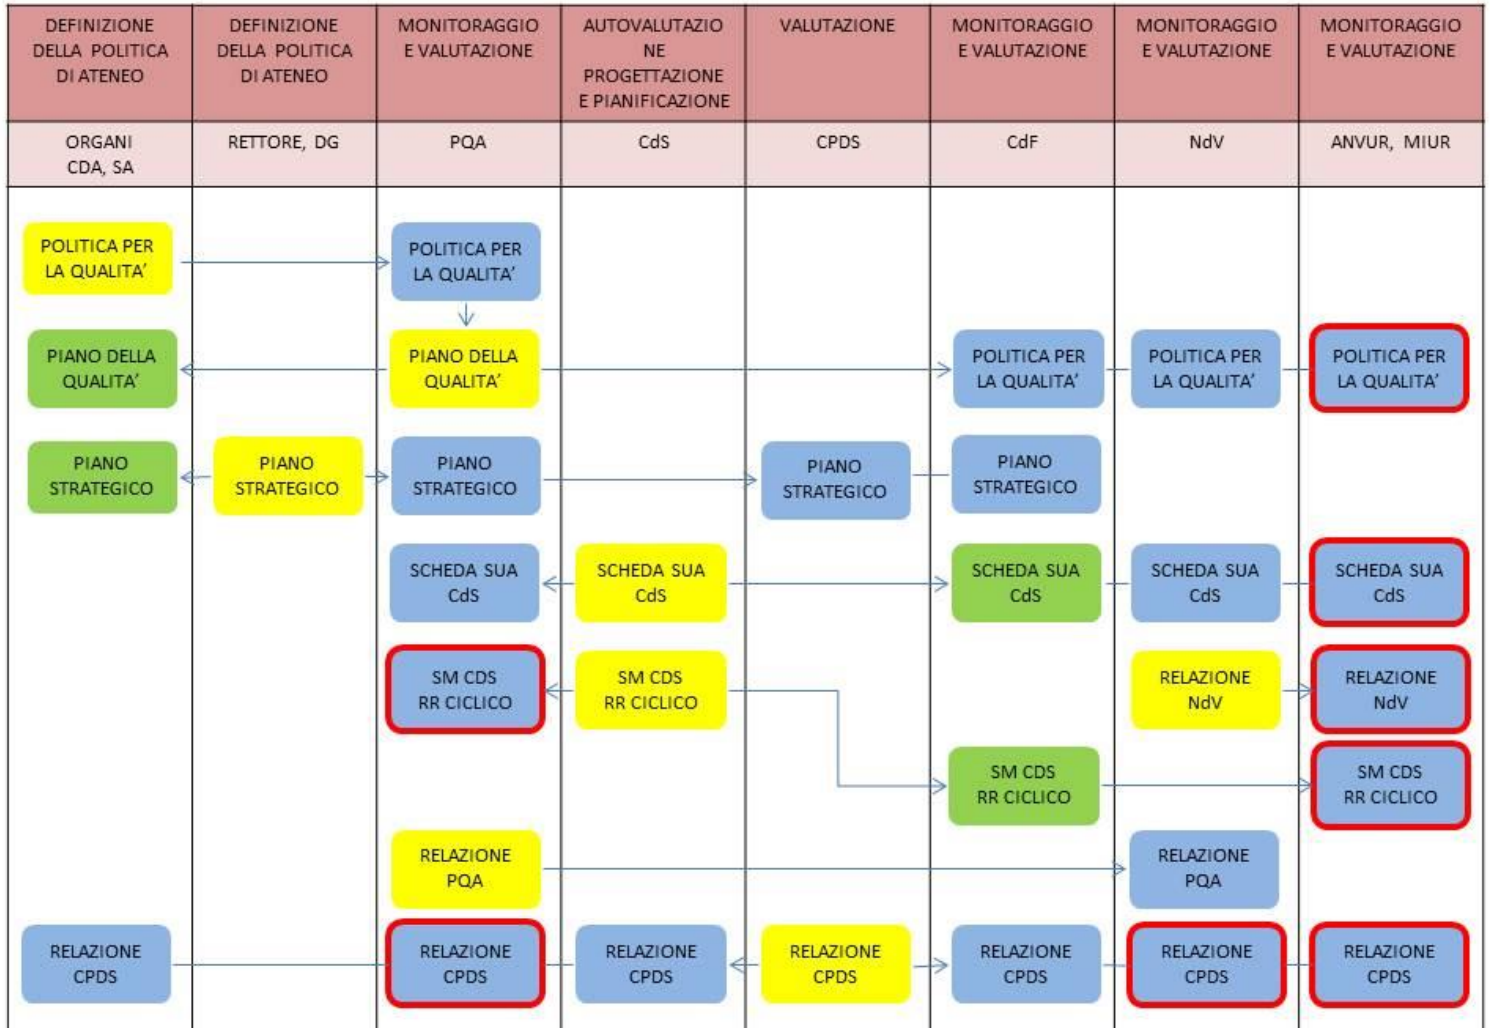 DEFINIZIONE
DELLA POLITICA
DI ATENEO
DEFINIZIONE
DELLA POLITICA
DI ATENEO
MONITORAGGIO
E VALUTAZIONE
AUTOVALUTAZIO
NE
PROGETTAZIONE
E PIANIFICAZIONE
VALUTAZIONE
MONITORAGGIO
E VALUTAZIONE
MONITORAGGIO
E VALUTAZIONE
MONITORAGGIO
E VALUTAZIONE
ORGANI
CDA, SA
RETTORE, DG
PQA
CdS
CPDS
CdF
NdV
ANVUR, MIUR
POLITICA PER
LA QUALITA’
POLITICA PER
LA QUALITA’
PIANO DELLA
QUALITA’
PIANO DELLA
QUALITA’
POLITICA PER
LA QUALITA’
POLITICA PER
LA QUALITA’
POLITICA PER
LA QUALITA’
PIANO
STRATEGICO
PIANO
STRATEGICO
PIANO
STRATEGICO
PIANO
STRATEGICO
PIANO
STRATEGICO
SCHEDA SUA
CdS
SCHEDA SUA
CdS
SCHEDA SUA
CdS
SCHEDA SUA
CdS
SCHEDA SUA
CdS
SM CDS
RR CICLICO
SM CDS
RR CICLICO
RELAZIONE
NdV
RELAZIONE
NdV
SM CDS
RR CICLICO
SM CDS
RR CICLICO
RELAZIONE
PQA
RELAZIONE
PQA
RELAZIONE
CPDS
RELAZIONE
CPDS
RELAZIONE
CPDS
RELAZIONE
CPDS
RELAZIONE
CPDS
RELAZIONE
CPDS
RELAZIONE
CPDS